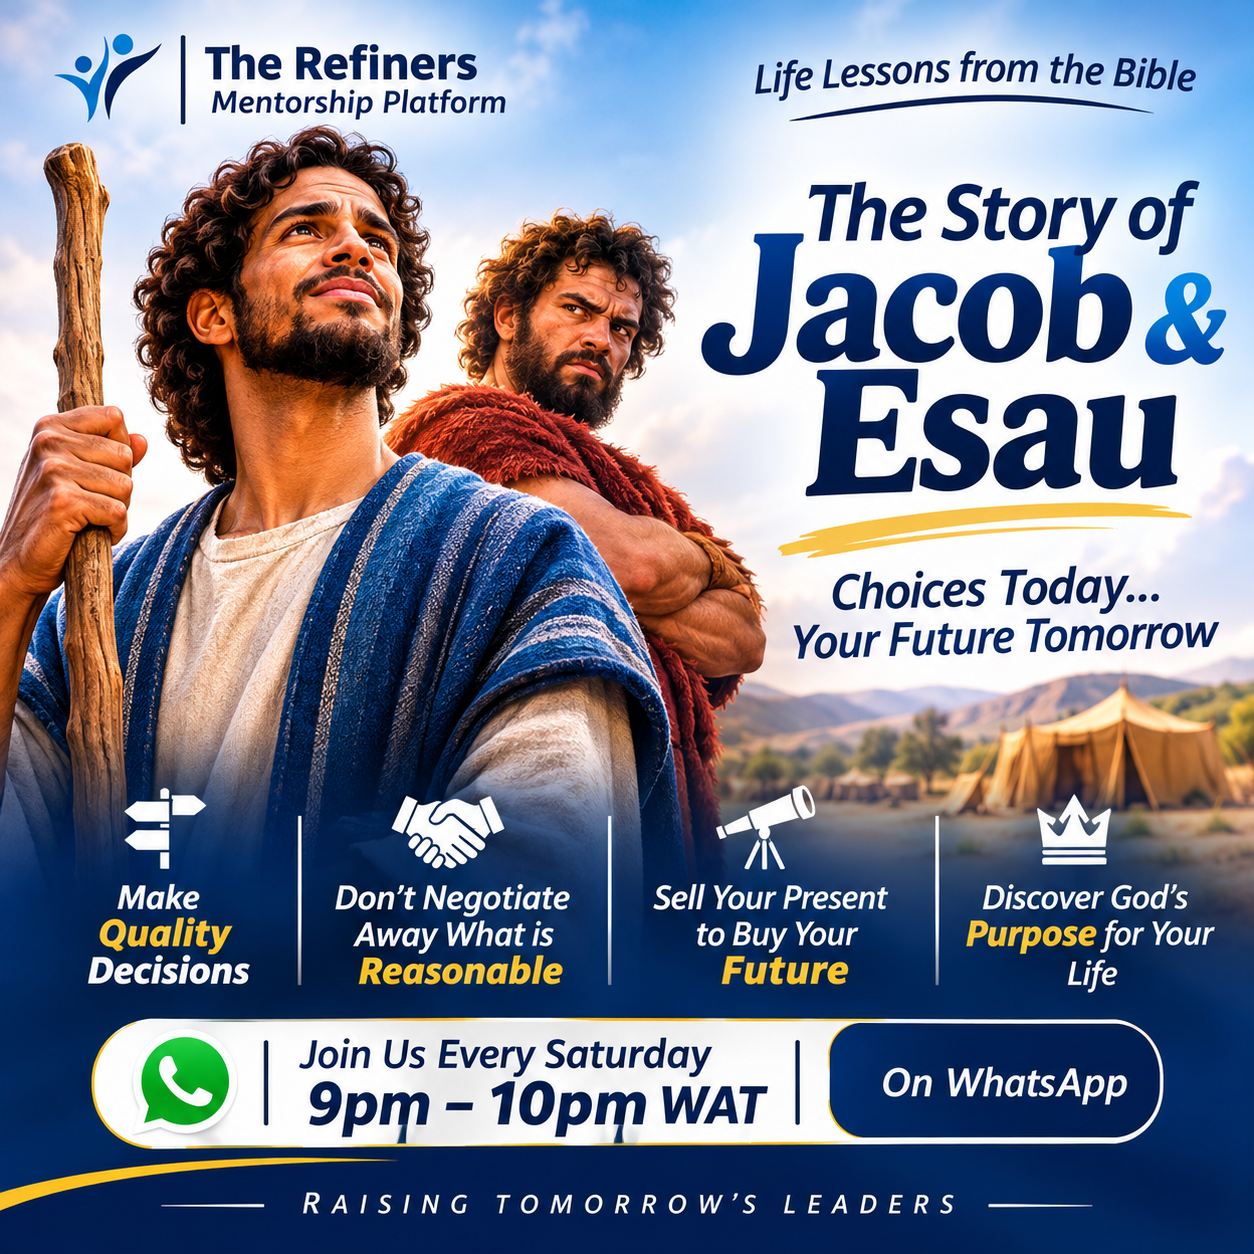 The Refiners
Mentorship Platform
Life Lessons from the Bible
The Story of
Jacob &
Esau
Choices Today...
Your Future Tomorrow
Make
Quality
Decisions
Don't Negotiate
Away What is
Reasonable
Sell Your Present
to Buy Your
Future
Discover God's
Purpose for Your
Life
Join Us Every Saturday
9pm – 10pm WAT
On WhatsApp
RAISING TOMORROW'S LEADERS